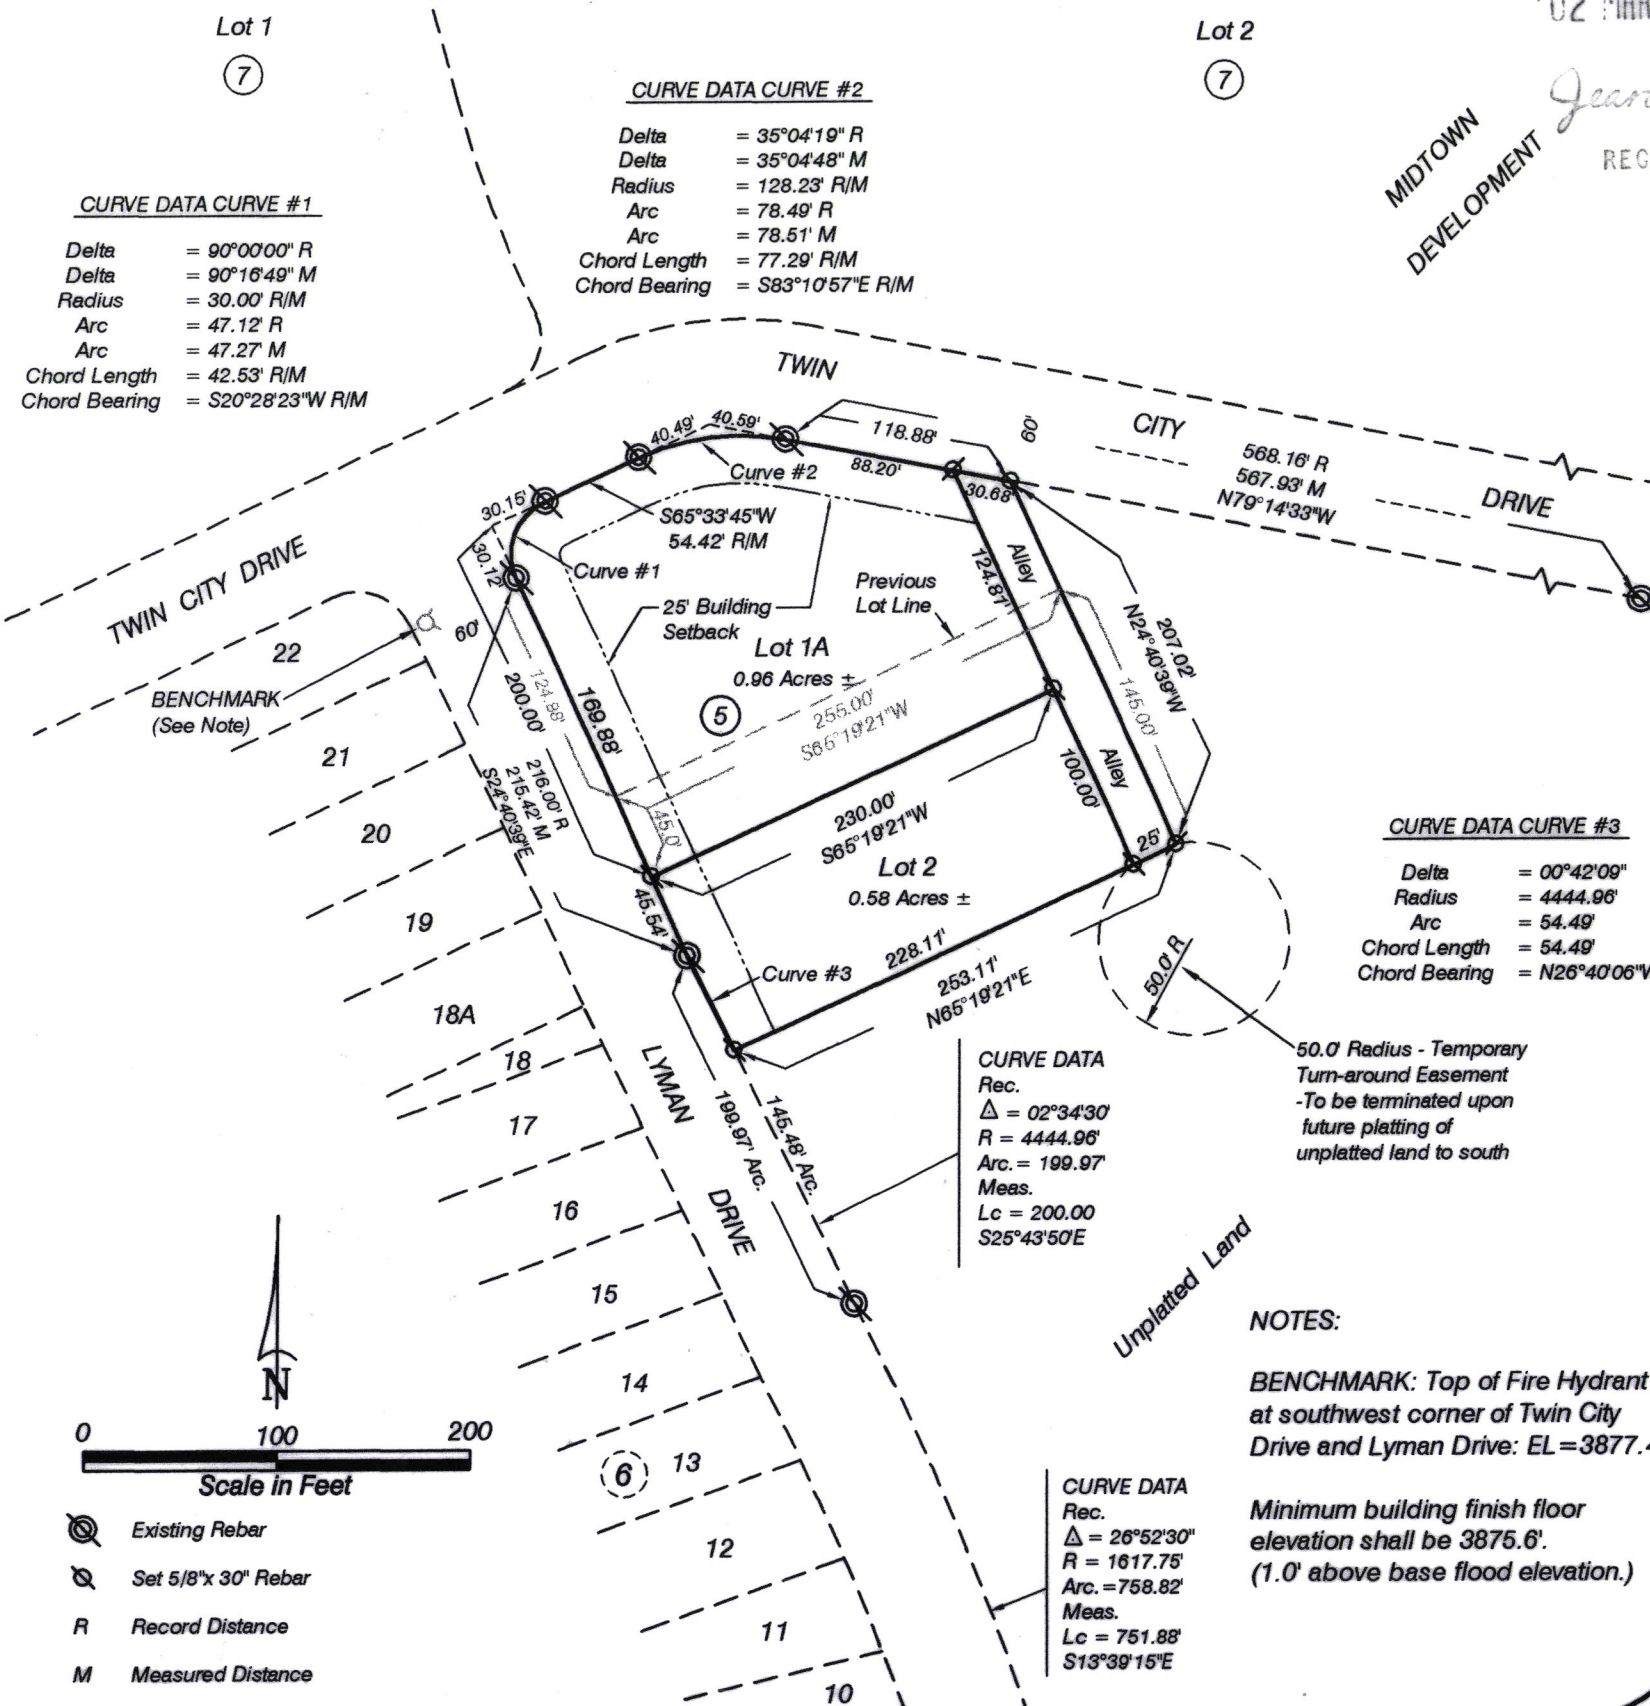 Lot 1
7
Lot 2
7
'02 MAR
REC
MIDTOWN
DEVELOPMENT
CURVE DATA CURVE #2
Delta = 35°04'19" R
Delta = 35°04'48" M
Radius = 128.23' R/M
Arc = 78.49' R
Arc = 78.51' M
Chord Length = 77.29' R/M
Chord Bearing = S83°10'57"E R/M
CURVE DATA CURVE #1
Delta = 90°00'00" R
Delta = 90°16'49" M
Radius = 30.00' R/M
Arc = 47.12' R
Arc = 47.27' M
Chord Length = 42.53' R/M
Chord Bearing = S20°28'23"W R/M
TWIN
CITY
DRIVE
60'
568.16' R
567.93' M
N79°14'33"W
40.49'
40.59'
118.88'
88.20'
30.68'
Curve #2
30.15'
30.12'
S65°33'45"W
54.42' R/M
Curve #1
TWIN CITY DRIVE
60'
25' Building
Setback
Previous
Lot Line
124.81'
Alley
207.02'
N24°40'39"W
145.00'
Lot 1A
0.96 Acres ±
5
255.00'
S65°19'21"W
BENCHMARK
(See Note)
124.88'
200.00'
169.88'
216.00' R
215.42' M
S24°40'39"E
45.0'
45.54'
230.00'
S65°19'21"W
100.00'
Alley
25'
Lot 2
0.58 Acres ±
228.11'
253.11'
N65°19'21"E
Curve #3
50.0' R
CURVE DATA CURVE #3
Delta = 00°42'09"
Radius = 4444.96'
Arc = 54.49'
Chord Length = 54.49'
Chord Bearing = N26°40'06"W
50.0' Radius - Temporary
Turn-around Easement
-To be terminated upon
future platting of
unplatted land to south
22
21
20
19
18A
18
17
16
15
14
6
13
12
11
10
LYMAN
DRIVE
199.97' Arc.
145.48' Arc.
CURVE DATA
Rec.
Δ = 02°34'30'
R = 4444.96'
Arc. = 199.97'
Meas.
Lc = 200.00
S25°43'50'E
Unplatted Land
N
0 100 200
Scale in Feet
Existing Rebar
Set 5/8"x 30" Rebar
R Record Distance
M Measured Distance
CURVE DATA
Rec.
Δ = 26°52'30"
R = 1617.75'
Arc.=758.82'
Meas.
Lc = 751.88'
S13°39'15"E
NOTES:
BENCHMARK: Top of Fire Hydrant
at southwest corner of Twin City
Drive and Lyman Drive: EL=3877.4
Minimum building finish floor
elevation shall be 3875.6'.
(1.0' above base flood elevation.)